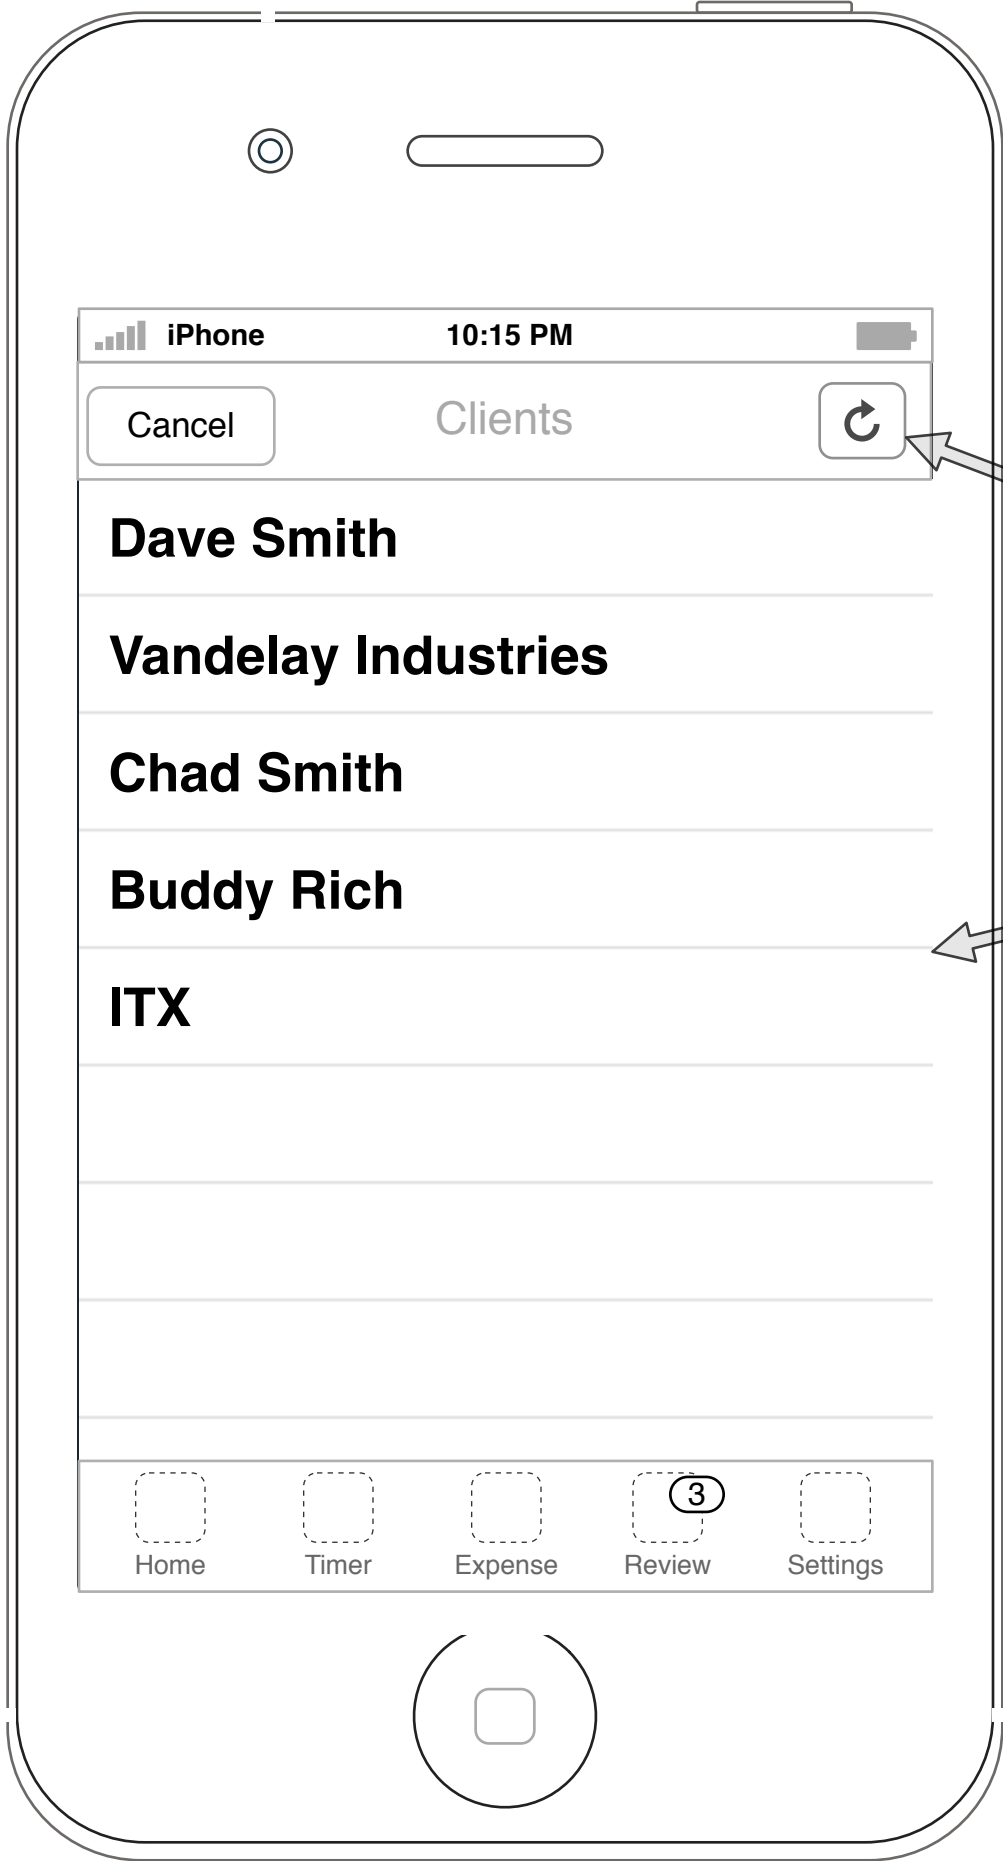 iPhone 10:15 PM
Cancel Clients
Dave Smith
Vandelay Industries
Chad Smith
Buddy Rich
ITX
3
Home Timer Expense Review Settings